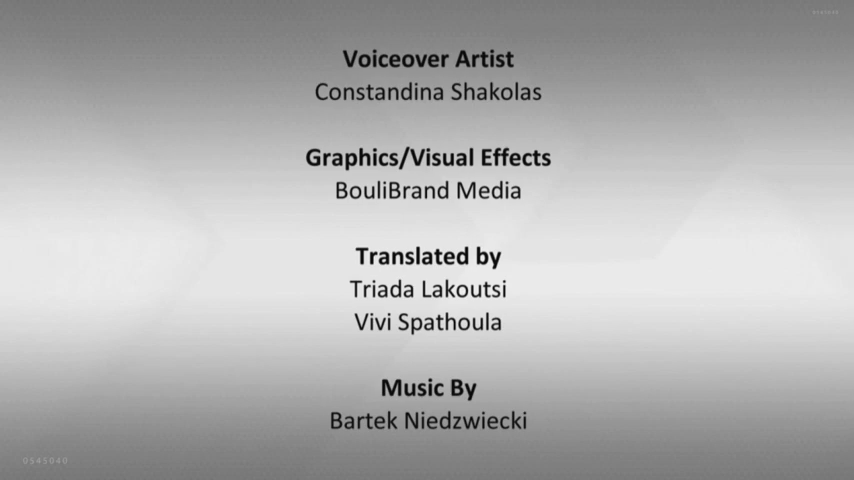 Voiceover Artist
Constandina Shakolas
Graphics/Visual Effects
BouliBrand Media
Translated by
Triada Lakoutsi
Vivi Spathoula
Music By
Bartek Niedzwiecki
0545040